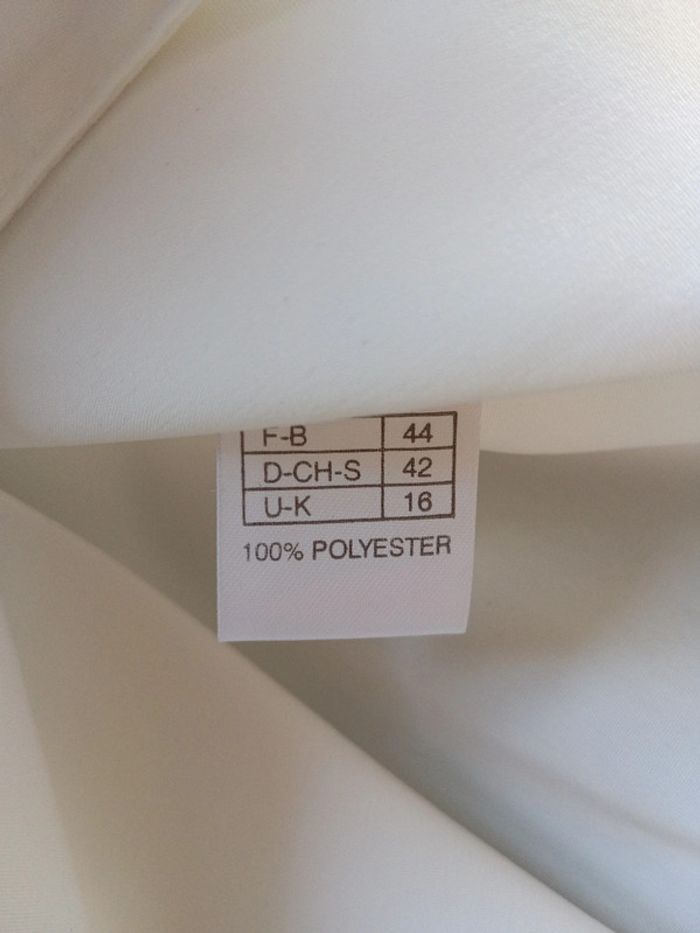 F-B 44
D-CH-S 42
U-K 16
100% POLYESTER